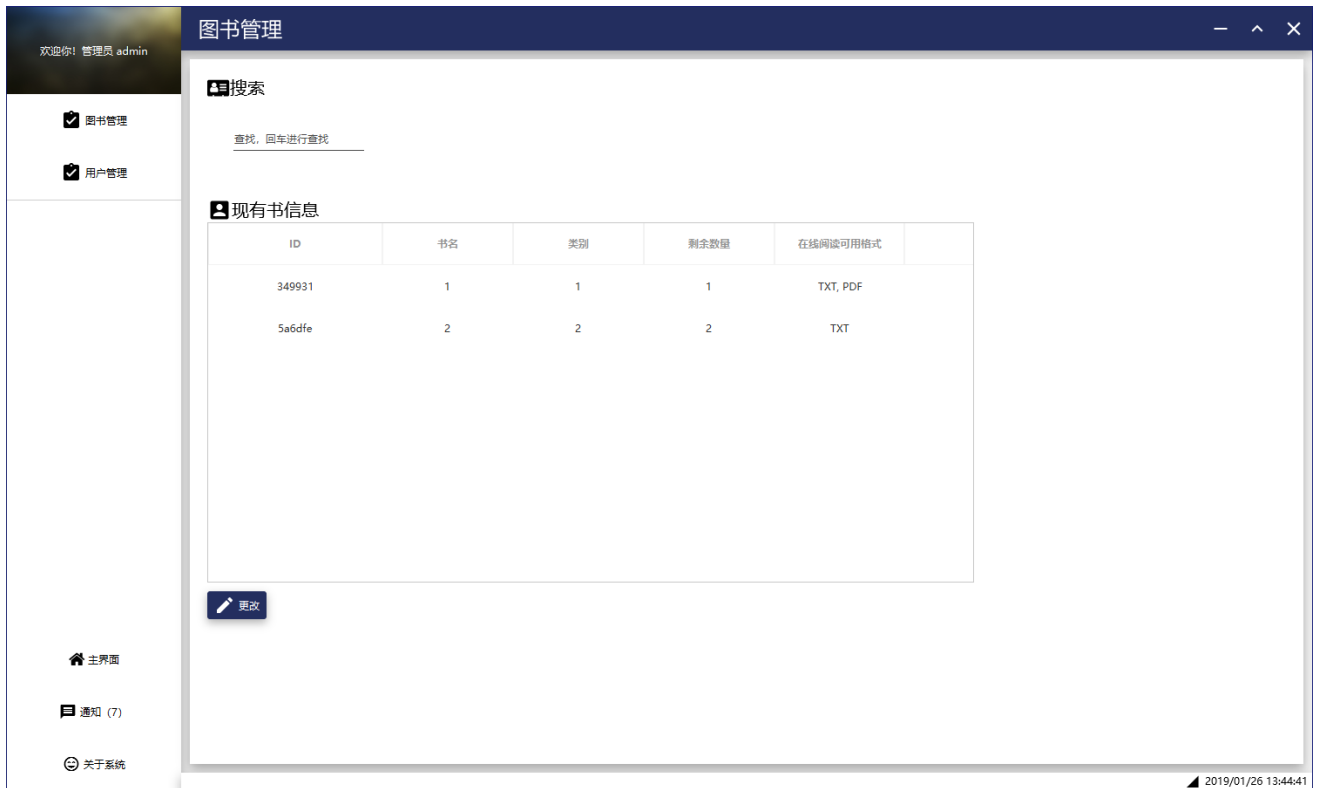 欢迎你！管理员 admin
图书管理
用户管理
主界面
通知（7）
关于系统
图书管理
搜索
查找，回车进行查找
现有书信息
ID 书名 类别 剩余数量 在线阅读可用格式
349931 1 1 1 TXT, PDF
5a6dfe 2 2 2 TXT
更改
2019/01/26 13:44:41